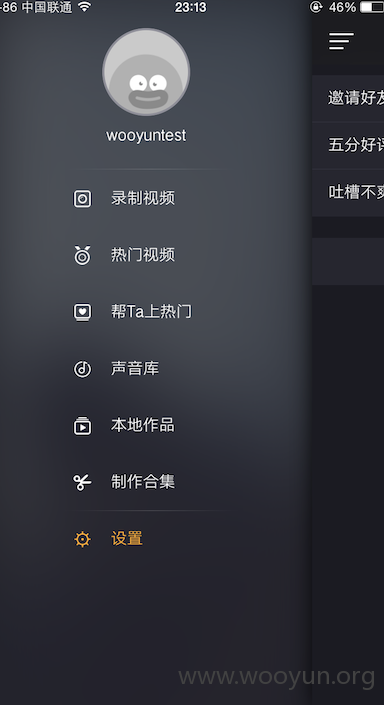 -86 中国联通 23:13 46%
wooyuntest
录制视频
热门视频
帮Ta上热门
声音库
本地作品
制作合集
设置
邀请好友
五分好评
吐槽不爽
www.wooyun.org